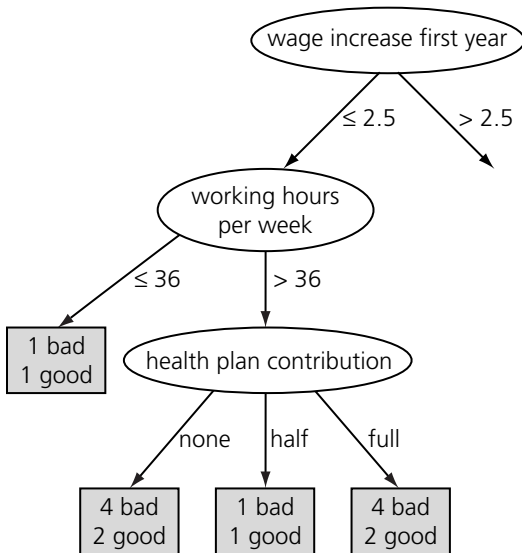 wage increase first year
≤ 2.5
> 2.5
working hours
per week
≤ 36
> 36
1 bad
1 good
health plan contribution
none
half
full
4 bad
2 good
1 bad
1 good
4 bad
2 good